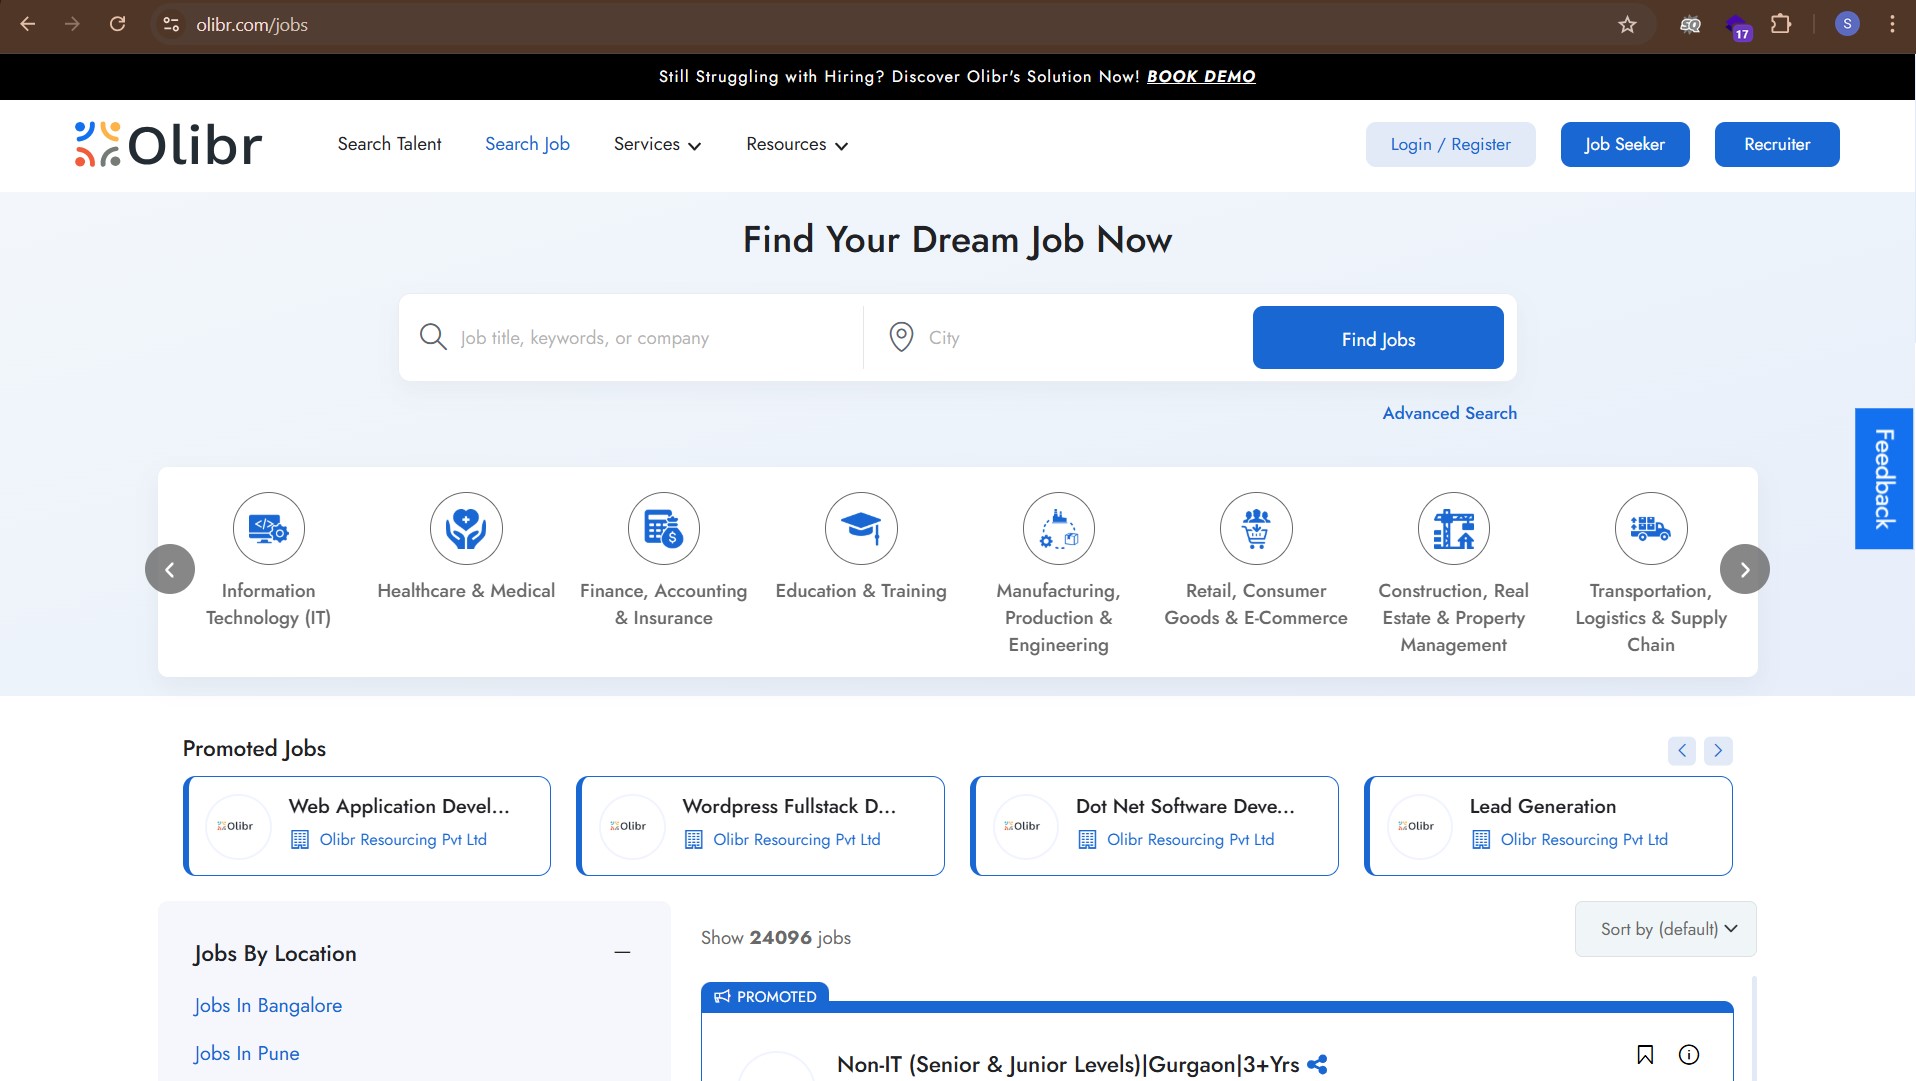 olibr.com/jobs
17
S
Still Struggling with Hiring? Discover Olibr's Solution Now! BOOK DEMO
Olibr
Search Talent
Search Job
Services
Resources
Login / Register
Job Seeker
Recruiter
Find Your Dream Job Now
Job title, keywords, or company
City
Find Jobs
Advanced Search
Feedback
Information
Technology (IT)
Healthcare & Medical
Finance, Accounting
& Insurance
Education & Training
Manufacturing,
Production &
Engineering
Retail, Consumer
Goods & E-Commerce
Construction, Real
Estate & Property
Management
Transportation,
Logistics & Supply
Chain
Promoted Jobs
Olibr
Web Application Devel...
Olibr Resourcing Pvt Ltd
Olibr
Wordpress Fullstack D...
Olibr Resourcing Pvt Ltd
Olibr
Dot Net Software Deve...
Olibr Resourcing Pvt Ltd
Olibr
Lead Generation
Olibr Resourcing Pvt Ltd
Jobs By Location
Jobs In Bangalore
Jobs In Pune
Show 24096 jobs
Sort by (default)
PROMOTED
Non-IT (Senior & Junior Levels)|Gurgaon|3+Yrs